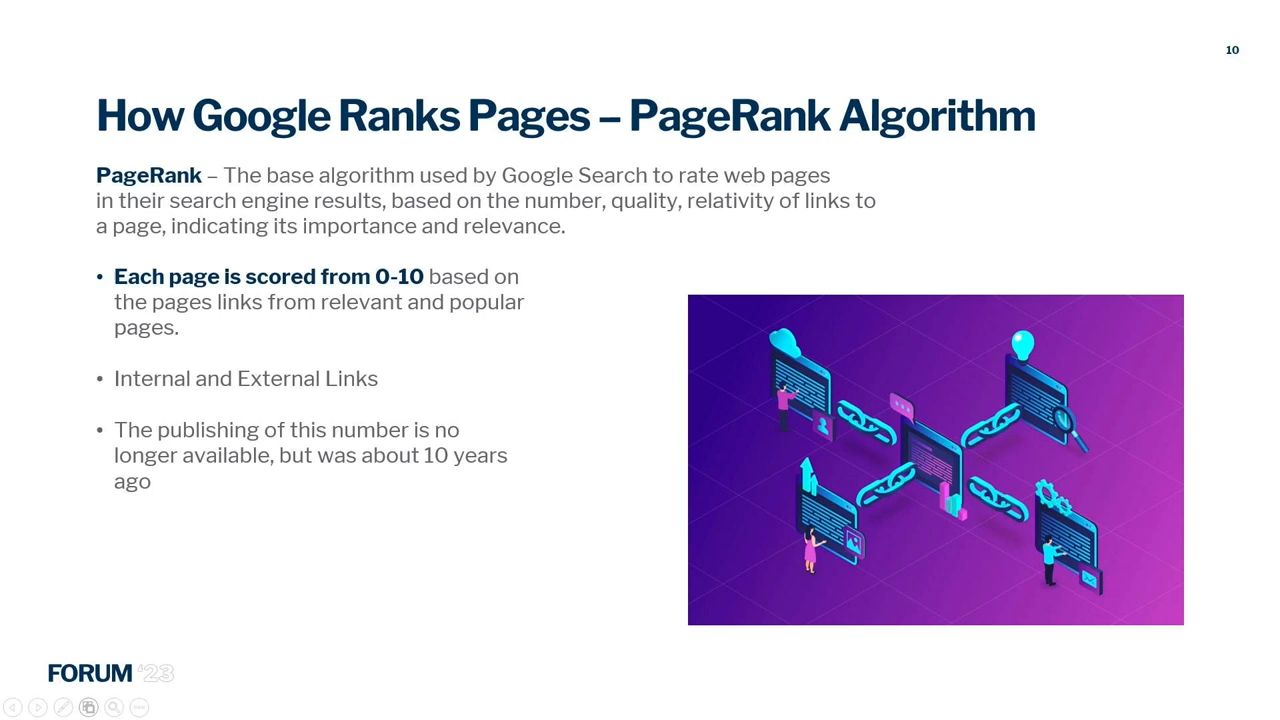 10
How Google Ranks Pages – PageRank Algorithm
PageRank – The base algorithm used by Google Search to rate web pages
in their search engine results, based on the number, quality, relativity of links to
a page, indicating its importance and relevance.
• Each page is scored from 0-10 based on
the pages links from relevant and popular
pages.
• Internal and External Links
• The publishing of this number is no
longer available, but was about 10 years
ago
FORUM ‘23